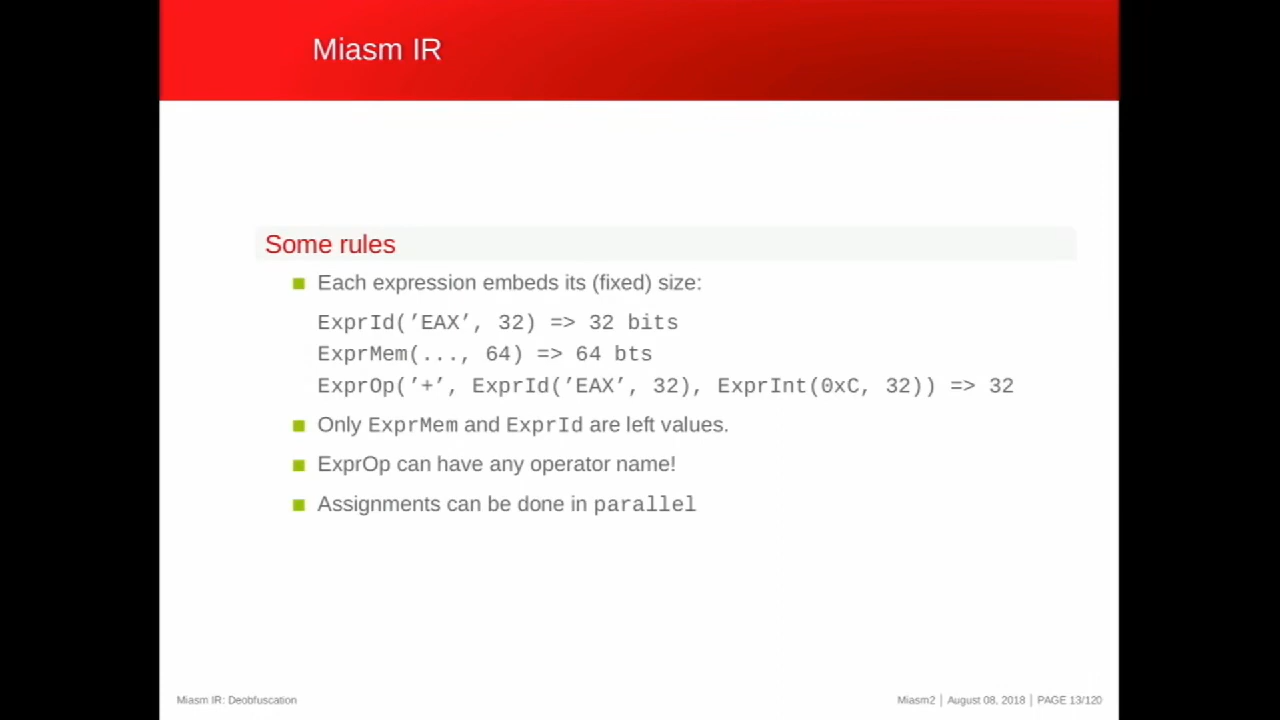 Miasm IR
Some rules
Each expression embeds its (fixed) size:
ExprId(’EAX’, 32) => 32 bits
ExprMem(..., 64) => 64 bts
ExprOp(’+’, ExprId(’EAX’, 32), ExprInt(0xC, 32)) => 32
Only ExprMem and ExprId are left values.
ExprOp can have any operator name!
Assignments can be done in parallel
Miasm IR: Deobfuscation
Miasm2 | August 08, 2018 | PAGE 13/120